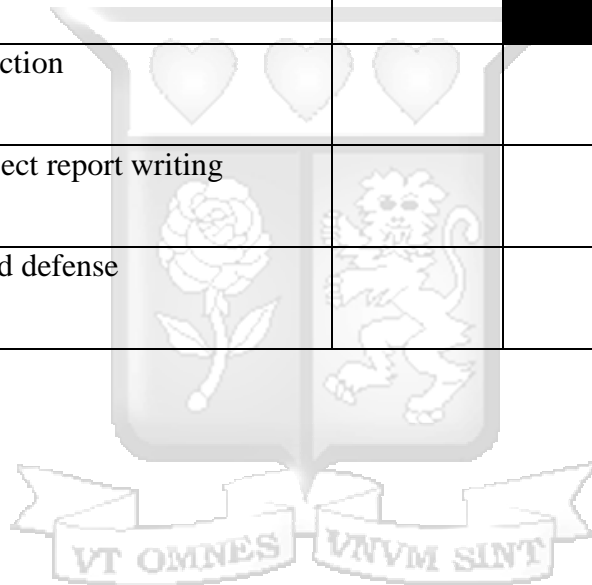 ction
ect report writing
d defense
VT OMNES VNVM SINT